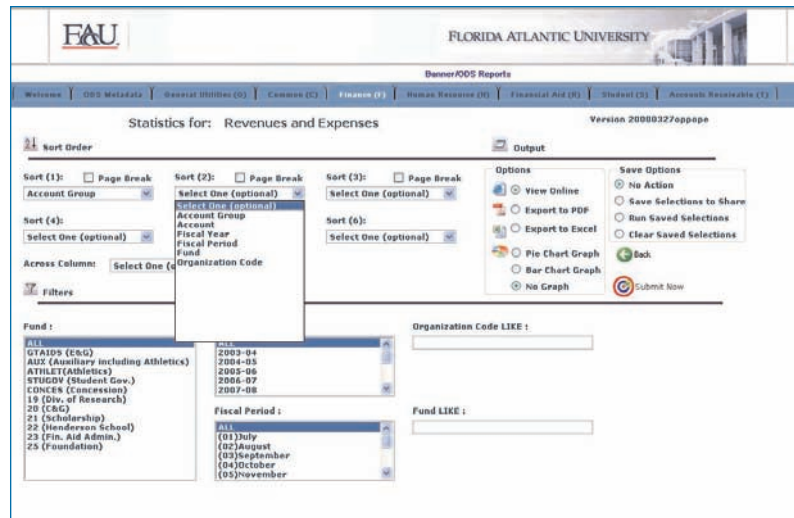 FAU
FLORIDA ATLANTIC UNIVERSITY
Banner/ODS Reports
Welcome ODS Metadata General Utilities (G) Common (C) Finance (F) Human Resource (H) Financial Aid (R) Student (S) Accounts Receivable (T)
Statistics for: Revenues and Expenses
Version 20080327oppope
Sort Order
Output
Sort (1): Page Break Sort (2): Page Break Sort (3): Page Break
Account Group Select One (optional) Select One (optional)
Select One (optional)
Account Group
Account
Fiscal Year
Fiscal Period
Fund
Organization Code
Sort (4):
Select One (optional)
Sort (6):
Select One (optional)
Across Column: Select One
Options
View Online
Export to PDF
Export to Excel
Pie Chart Graph
Bar Chart Graph
No Graph
Save Options
No Action
Save Selections to Share
Run Saved Selections
Clear Saved Selections
Back
Submit Now
Filters
Fund :
ALL
GTAIDS (E&G)
AUX (Auxiliary including Athletics)
ATHLET(Athletics)
STUGOV (Student Gov.)
CONCES (Concession)
19 (Div. of Research)
20 (C&G)
21 (Scholarship)
22 (Henderson School)
23 (Fin. Aid Admin.)
25 (Foundation)
ALL
2003-04
2004-05
2005-06
2006-07
2007-08
Fiscal Period :
ALL
(01)July
(02)August
(03)September
(04)October
(05)November
Organization Code LIKE :
Fund LIKE :